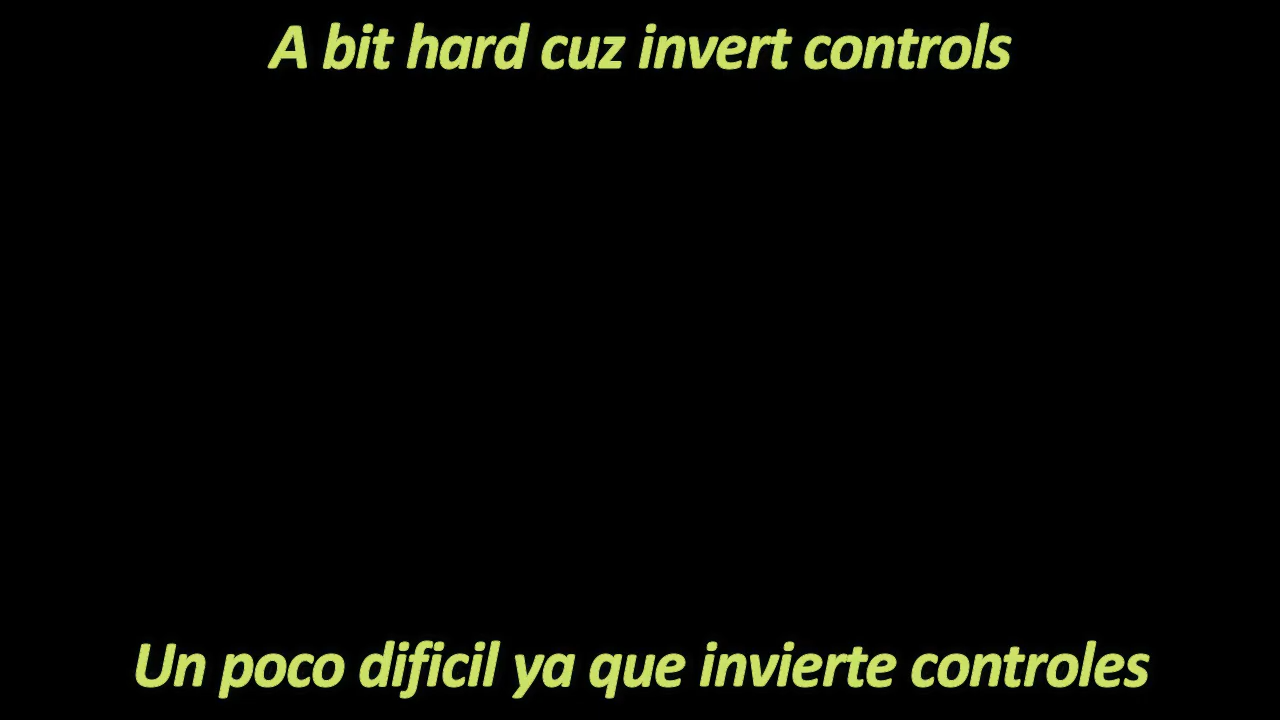 A bit hard cuz invert controls
Un poco dificil ya que invierte controles